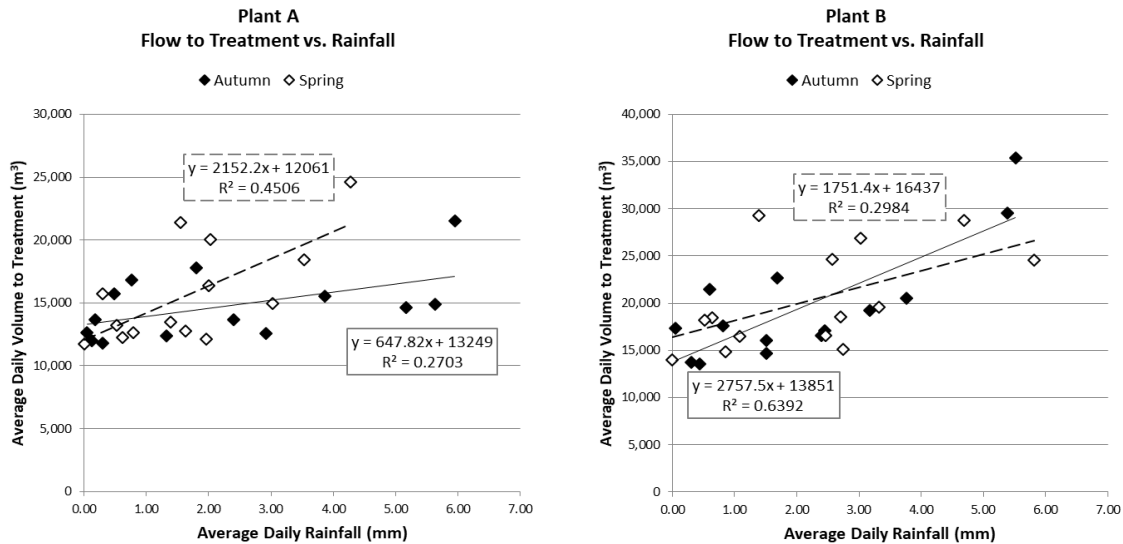 Plant A
Flow to Treatment vs. Rainfall
Autumn Spring
30,000
25,000
20,000
15,000
10,000
5,000
0
Average Daily Volume to Treatment (m³)
y = 2152.2x + 12061
R² = 0.4506
y = 647.82x + 13249
R² = 0.2703
0.00 1.00 2.00 3.00 4.00 5.00 6.00 7.00
Average Daily Rainfall (mm)
Plant B
Flow to Treatment vs. Rainfall
Autumn Spring
40,000
35,000
30,000
25,000
20,000
15,000
10,000
5,000
0
Average Daily Volume to Treatment (m³)
y = 1751.4x + 16437
R² = 0.2984
y = 2757.5x + 13851
R² = 0.6392
0.00 1.00 2.00 3.00 4.00 5.00 6.00 7.00
Average Daily Rainfall (mm)